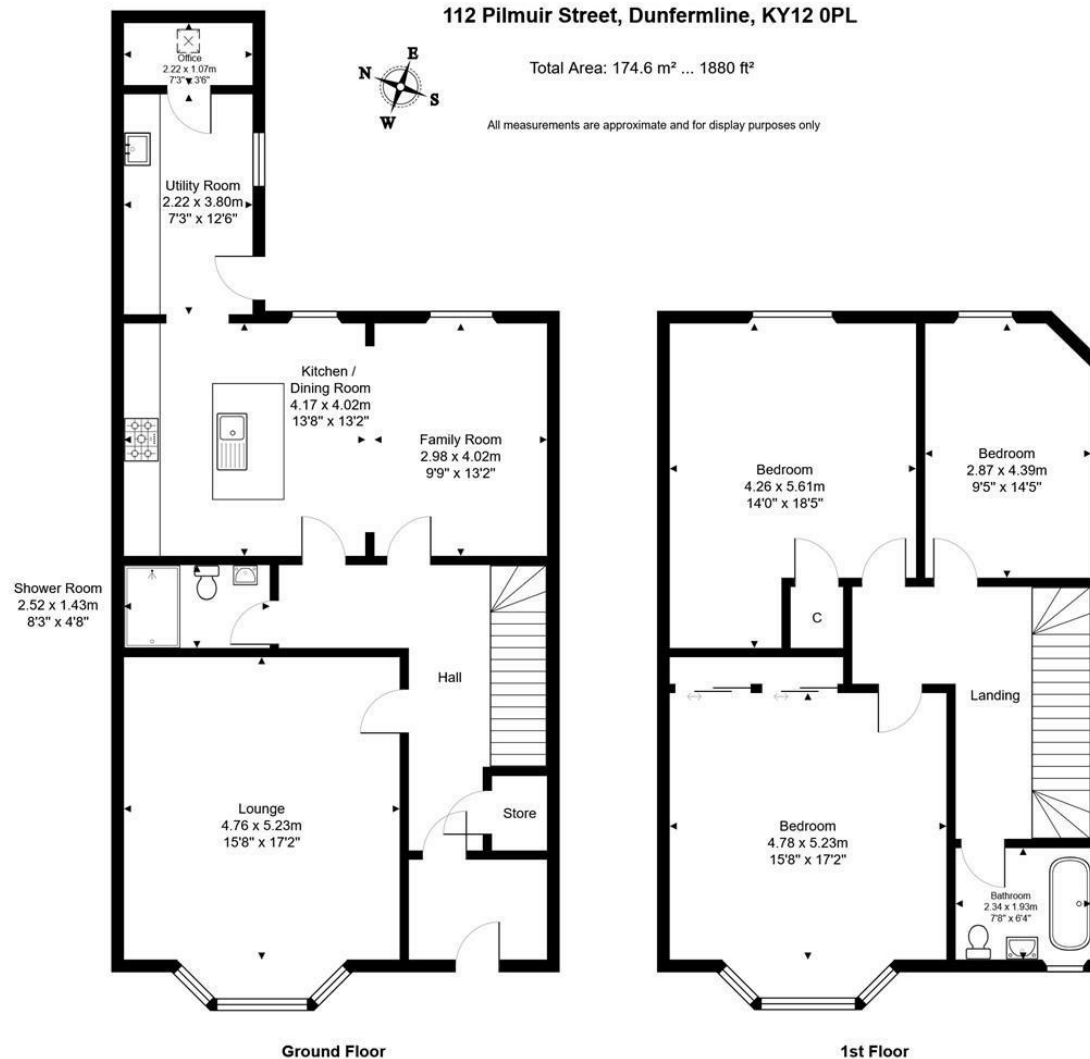 112 Pilmuir Street, Dunfermline, KY12 0PL
Total Area: 174.6 m² ... 1880 ft²
All measurements are approximate and for display purposes only
N
E
S
W
Office
2.22 x 1.07m
7'3" x 3'6"
Utility Room
2.22 x 3.80m
7'3" x 12'6"
Kitchen /
Dining Room
4.17 x 4.02m
13'8" x 13'2"
Family Room
2.98 x 4.02m
9'9" x 13'2"
Shower Room
2.52 x 1.43m
8'3" x 4'8"
Hall
Lounge
4.76 x 5.23m
15'8" x 17'2"
Store
Ground Floor
Bedroom
4.26 x 5.61m
14'0" x 18'5"
Bedroom
2.87 x 4.39m
9'5" x 14'5"
C
Landing
Bedroom
4.78 x 5.23m
15'8" x 17'2"
Bathroom
2.34 x 1.93m
7'8" x 6'4"
1st Floor